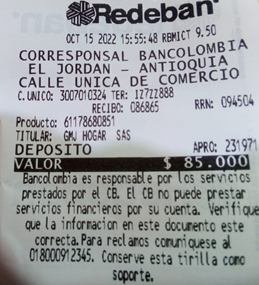 Redeban
OCT 15 2022 15:55:48 RBMICT 9.50
CORRESPONSAL BANCOLOMBIA
EL JORDAN - ANTIOQUIA
CALLE UNICA DE COMERCIO
C.UNICO: 3007010324 TER: 1Z7ZZ888
RECIBO: 086865 RRN: 094504
Producto: 61178680851
TITULAR: GMJ HOGAR SAS
DEPOSITO APRO: 231971
VALOR $ 85.000
Bancolombia es responsable por los servicios
prestados por el CB. El CB no puede prestar
servicios financieros por su cuenta. Verifique
que la informacion en este documento este
correcta. Para reclamos comuniquese al
018000912345. Conserve esta tirilla como
soporte.